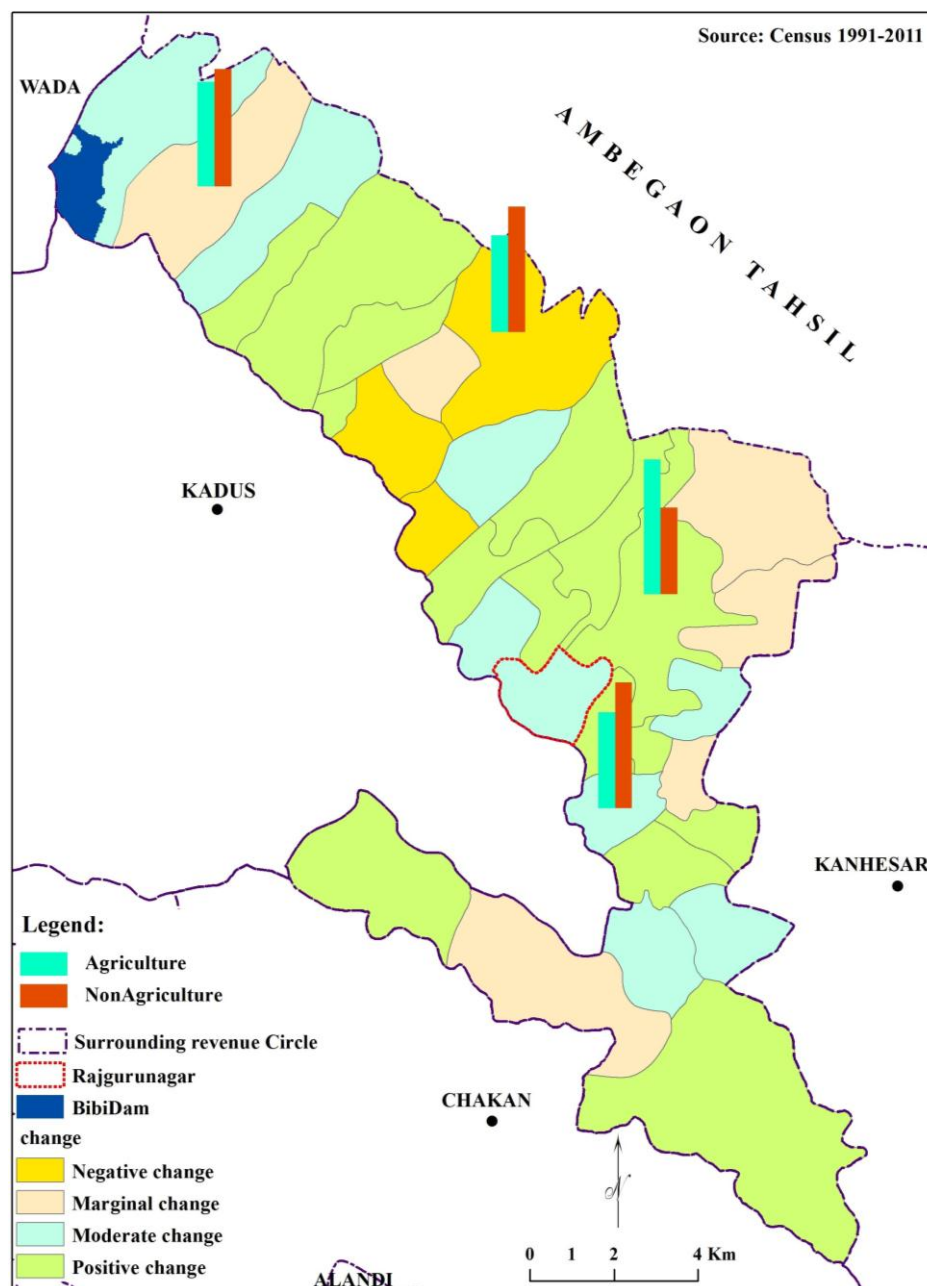 Source: Census 1991-2011
WADA
AMBEGAON TAHSIL
KADUS
KANHESAR
CHAKAN
ALANDI
N
Legend:
Agriculture
NonAgriculture
Surrounding revenue Circle
Rajgurunagar
BibiDam
change
Negative change
Marginal change
Moderate change
Positive change
0 1 2 4 Km